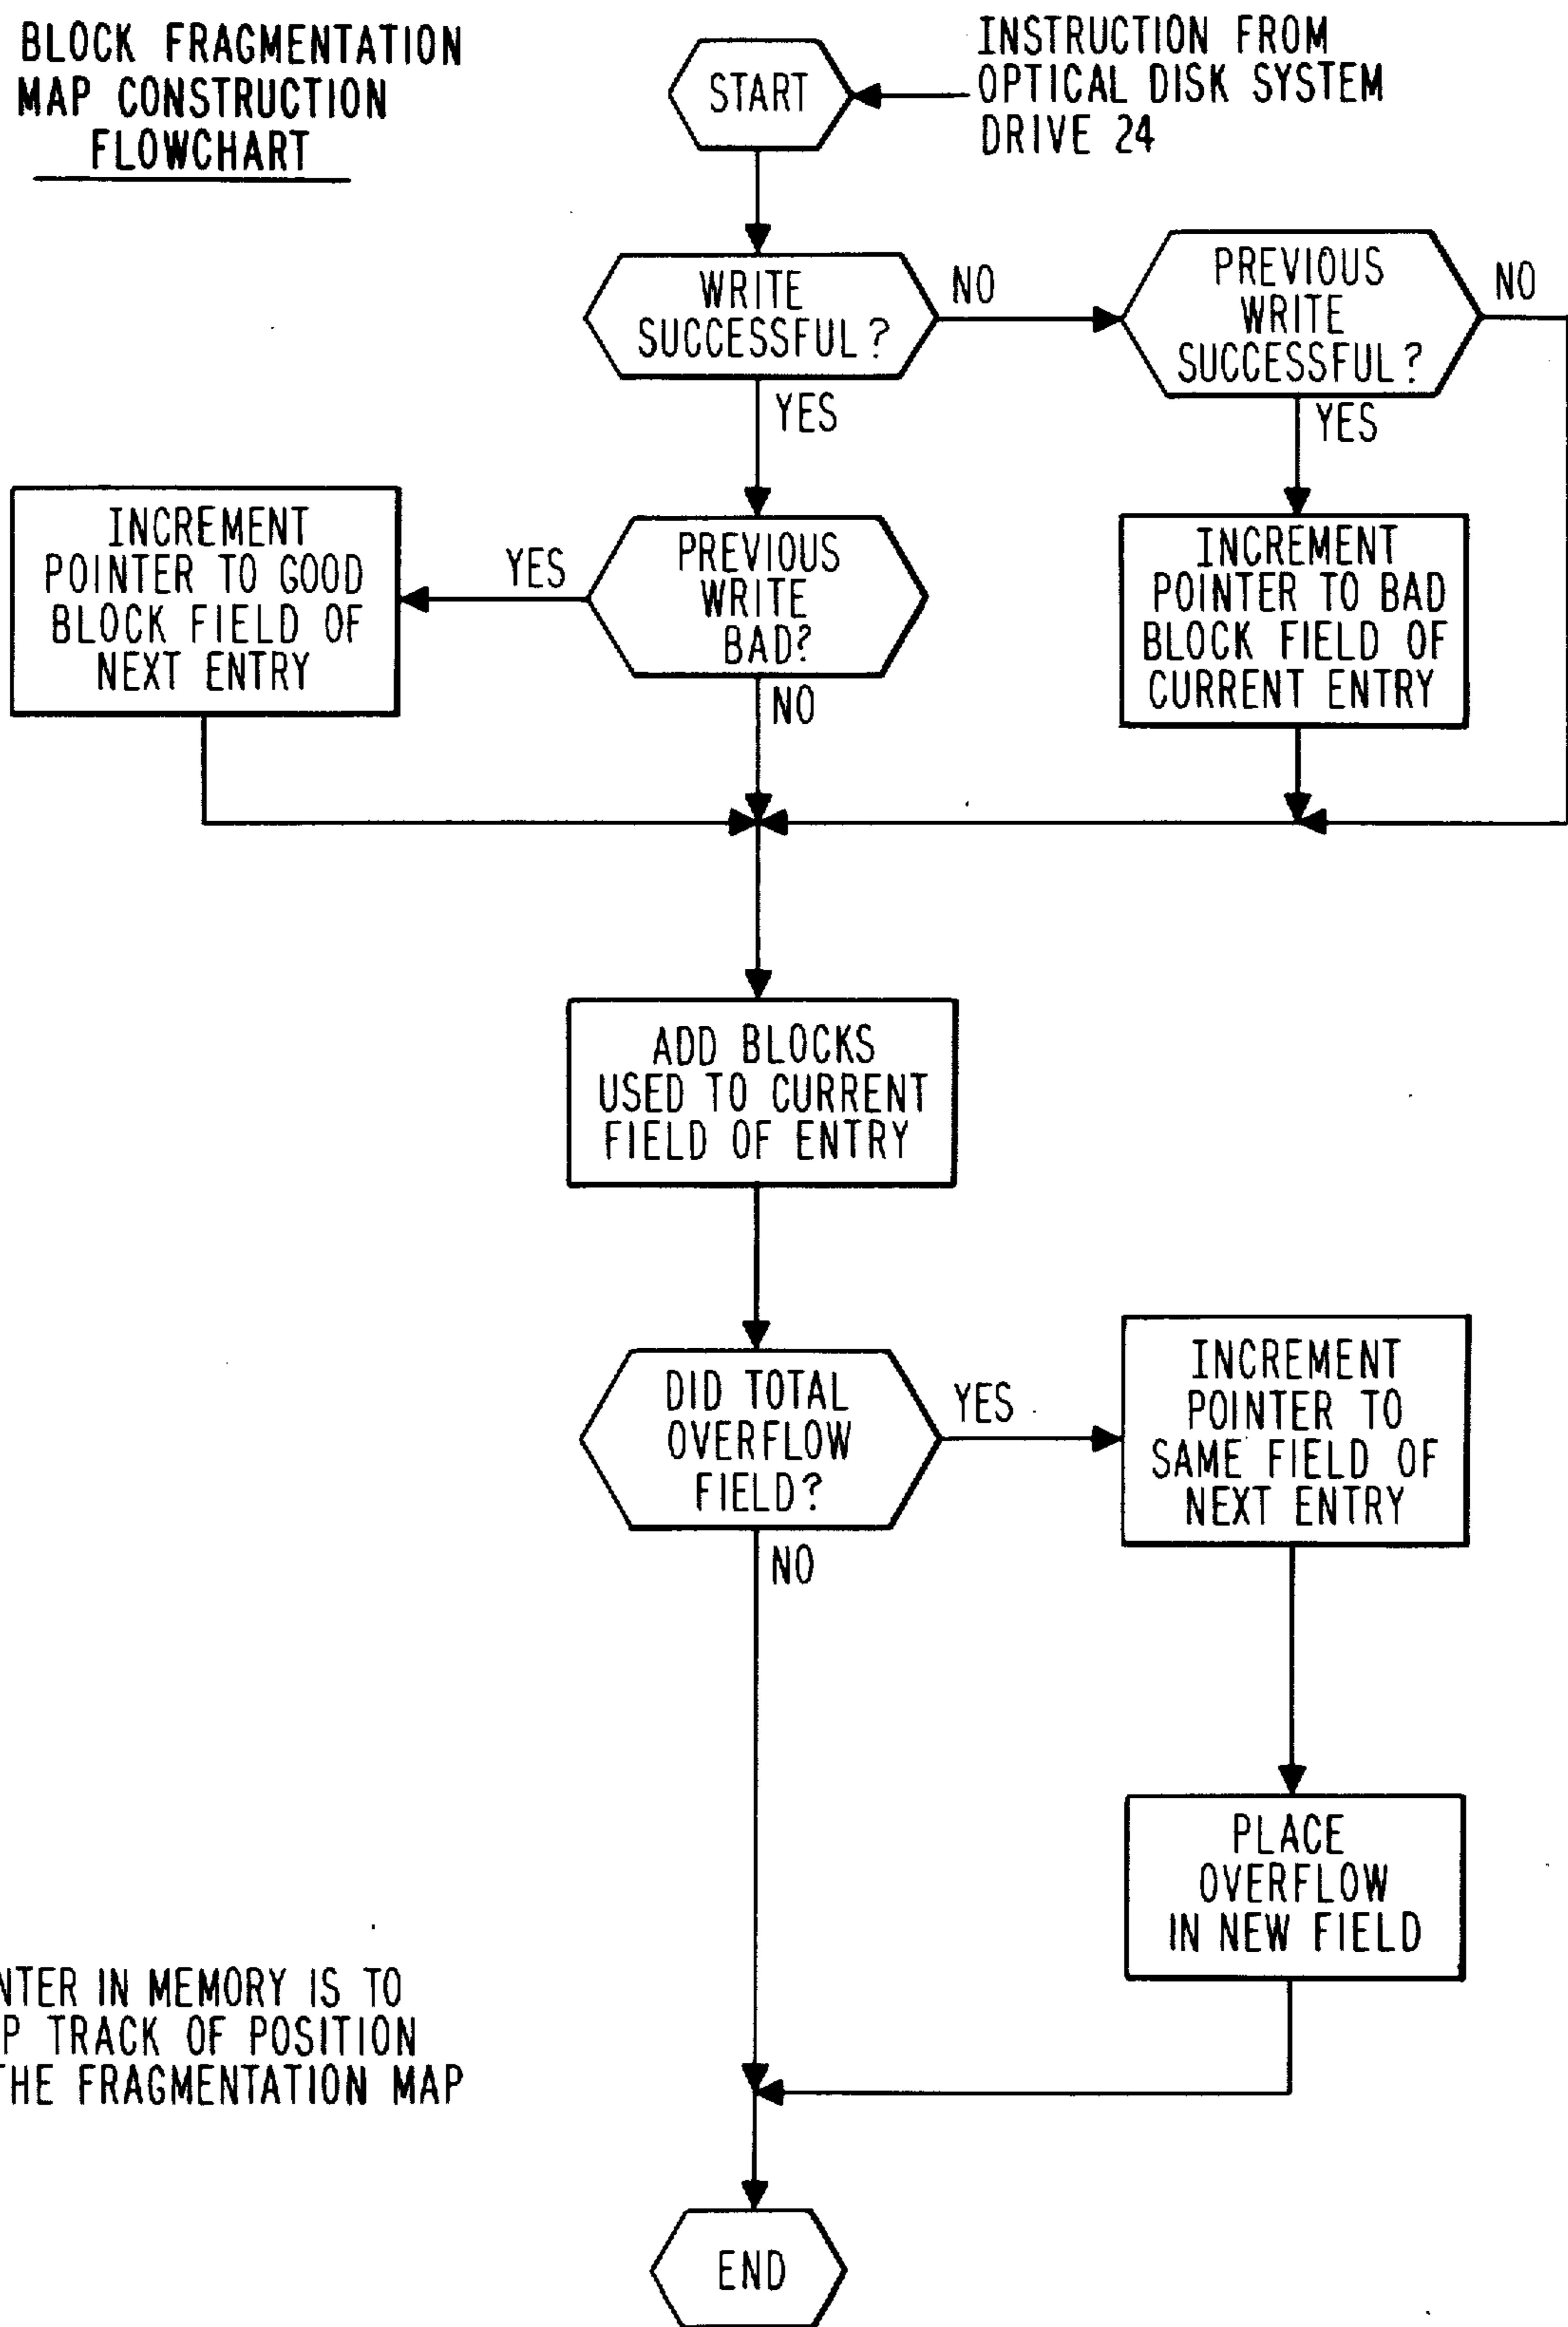 BLOCK FRAGMENTATION
MAP CONSTRUCTION
FLOWCHART
INSTRUCTION FROM
OPTICAL DISK SYSTEM
DRIVE 24
START
WRITE
SUCCESSFUL?
NO
PREVIOUS
WRITE
SUCCESSFUL?
NO
YES
YES
INCREMENT
POINTER TO GOOD
BLOCK FIELD OF
NEXT ENTRY
YES
PREVIOUS
WRITE
BAD?
NO
INCREMENT
POINTER TO BAD
BLOCK FIELD OF
CURRENT ENTRY
ADD BLOCKS
USED TO CURRENT
FIELD OF ENTRY
DID TOTAL
OVERFLOW
FIELD?
YES
NO
INCREMENT
POINTER TO
SAME FIELD OF
NEXT ENTRY
PLACE
OVERFLOW
IN NEW FIELD
NTER IN MEMORY IS TO
P TRACK OF POSITION
THE FRAGMENTATION MAP
END